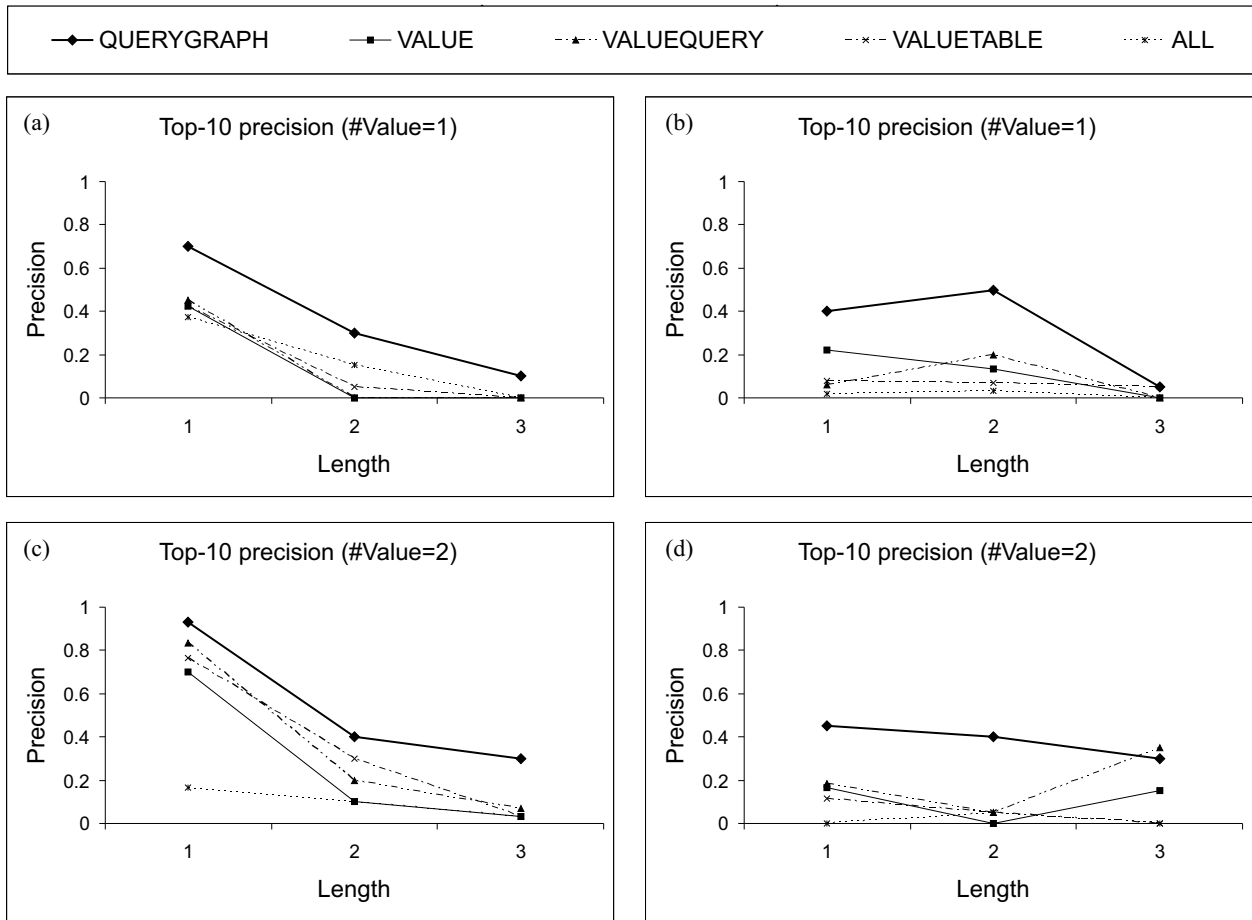 QUERYGRAPH VALUE VALUEQUERY VALUETABLE ALL
(a) Top-10 precision (#Value=1)
1
0.8
0.6
0.4
0.2
0
Precision
1 2 3
Length
(b) Top-10 precision (#Value=1)
1
0.8
0.6
0.4
0.2
0
Precision
1 2 3
Length
(c) Top-10 precision (#Value=2)
1
0.8
0.6
0.4
0.2
0
Precision
1 2 3
Length
(d) Top-10 precision (#Value=2)
1
0.8
0.6
0.4
0.2
0
Precision
1 2 3
Length